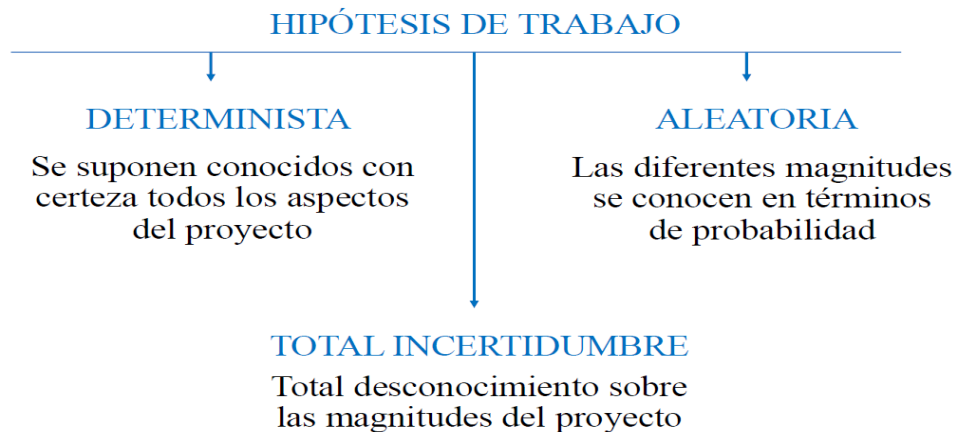 HIPÓTESIS DE TRABAJO
DETERMINISTA
Se suponen conocidos con
certeza todos los aspectos
del proyecto
ALEATORIA
Las diferentes magnitudes
se conocen en términos
de probabilidad
TOTAL INCERTIDUMBRE
Total desconocimiento sobre
las magnitudes del proyecto